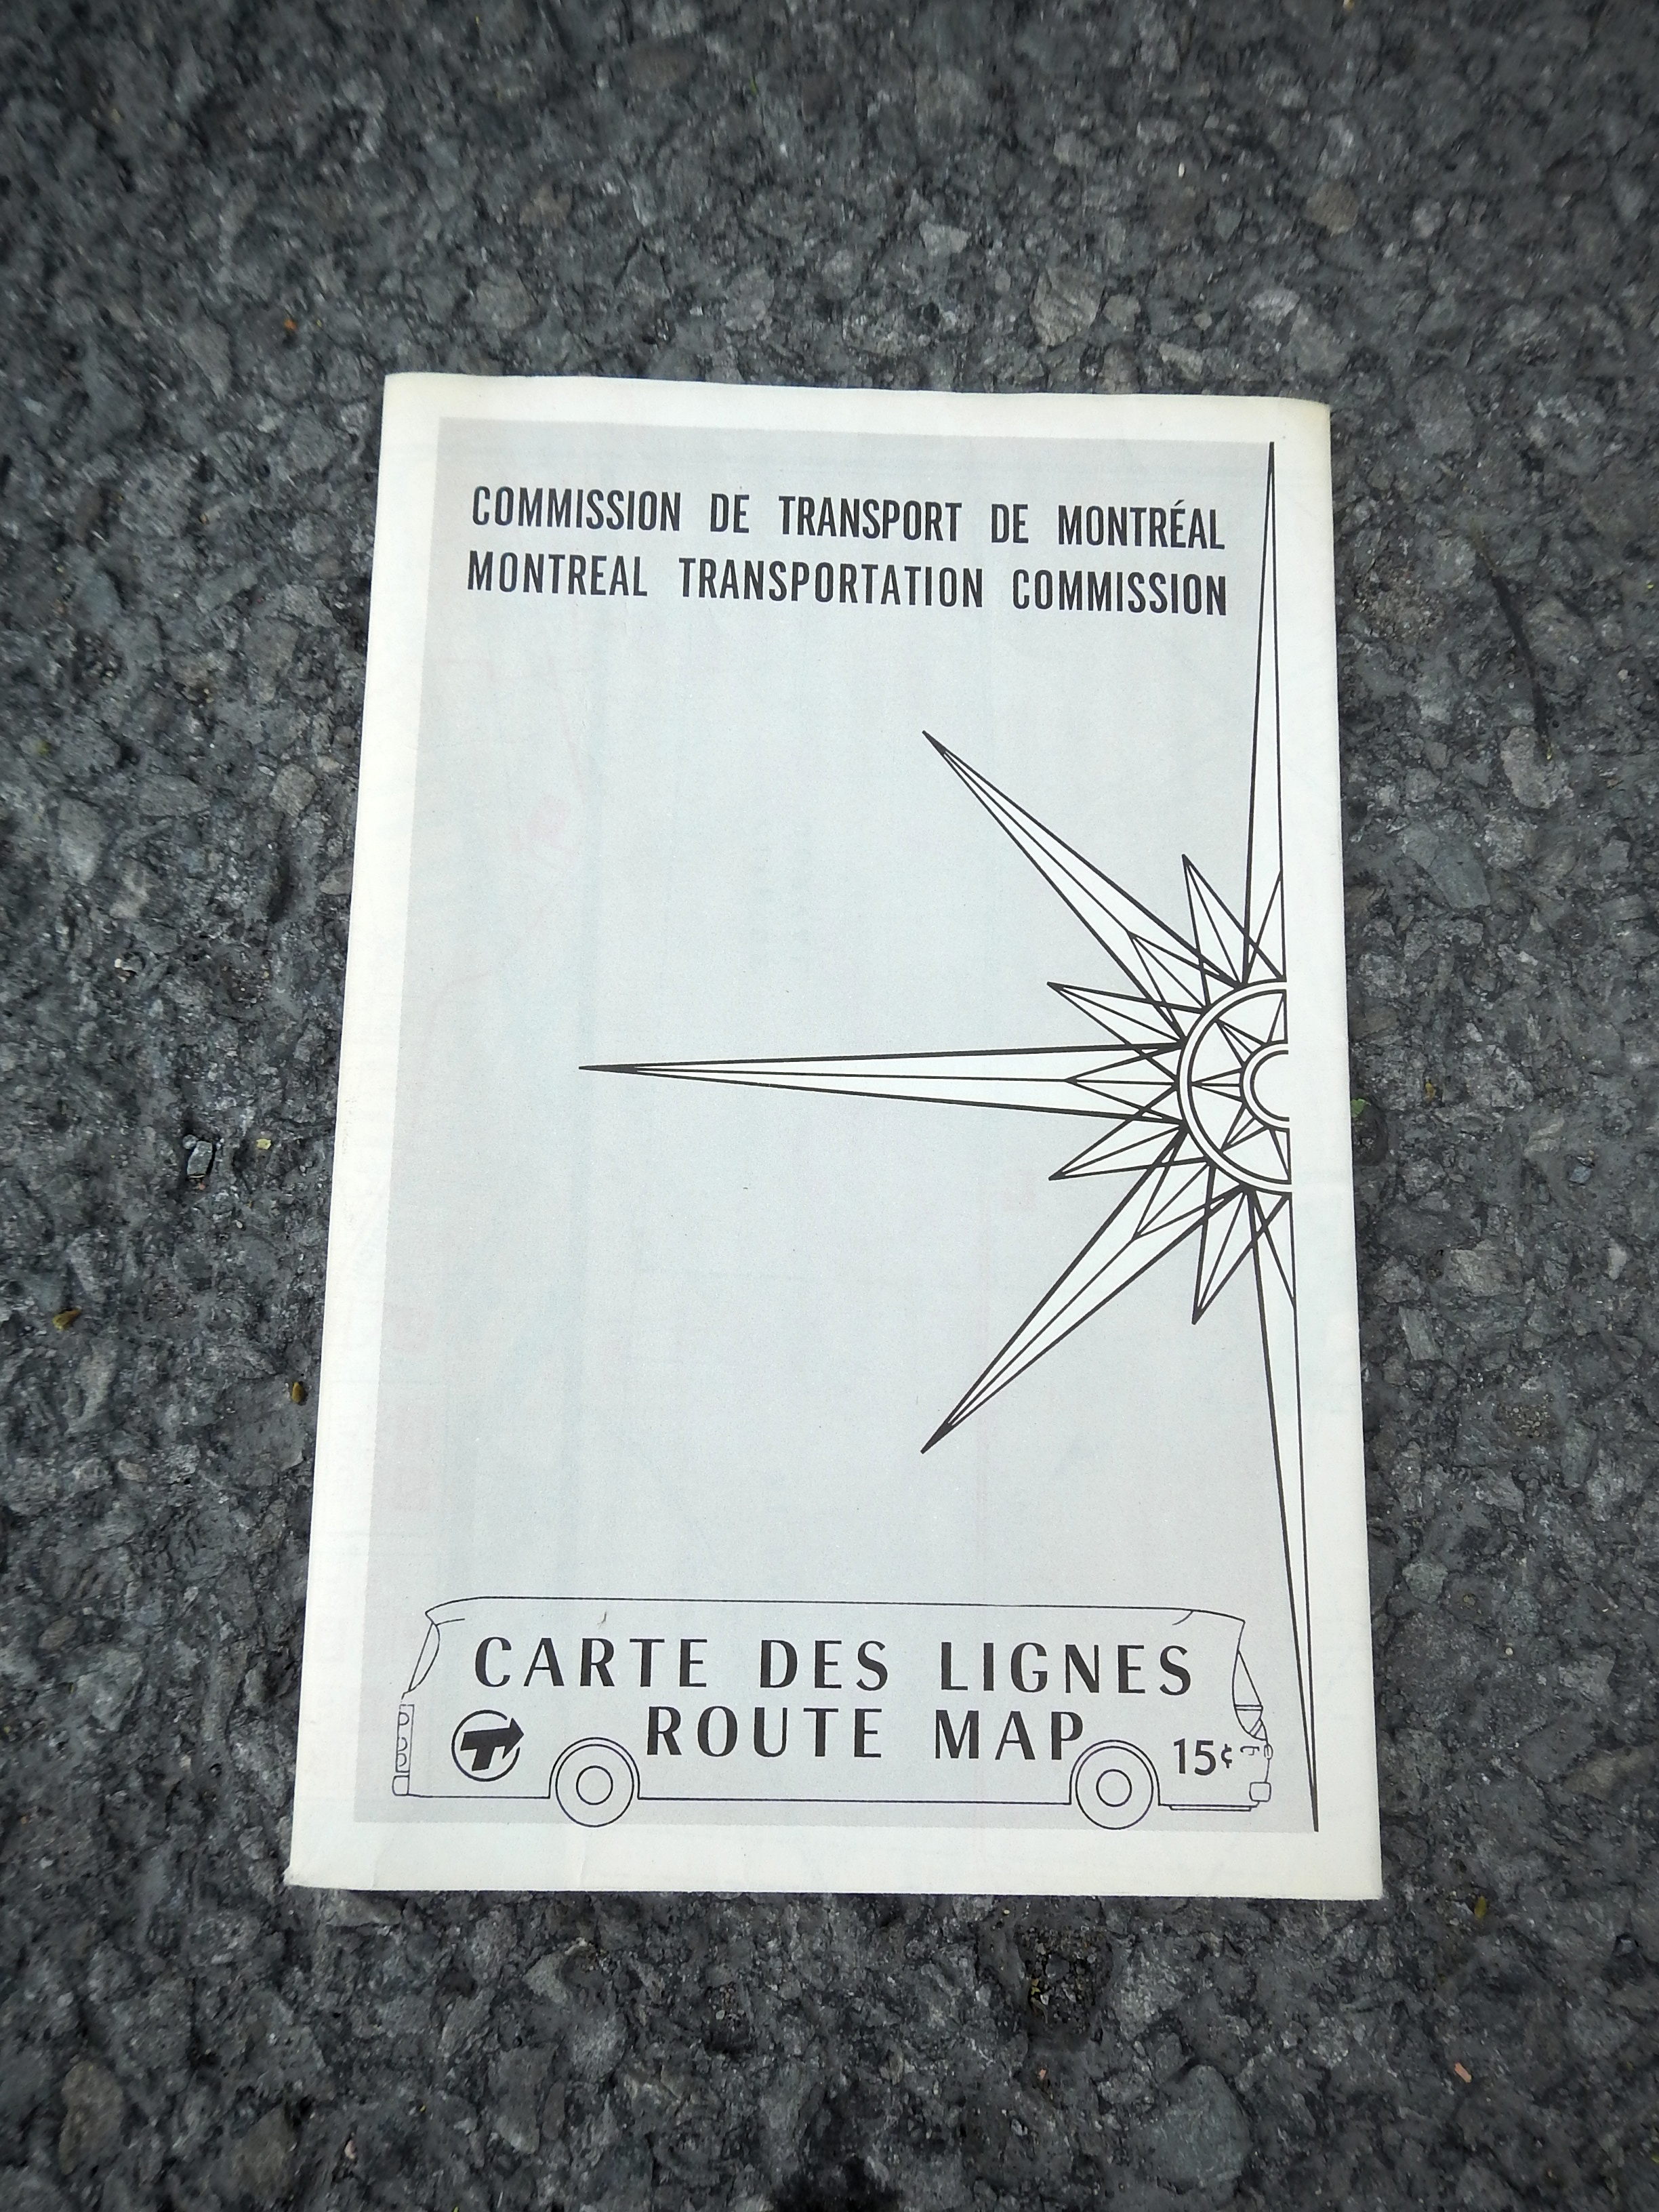 COMMISSION DE TRANSPORT DE MONTRÉAL
MONTREAL TRANSPORTATION COMMISSION
CARTE DES LIGNES
ROUTE MAP
T
15¢